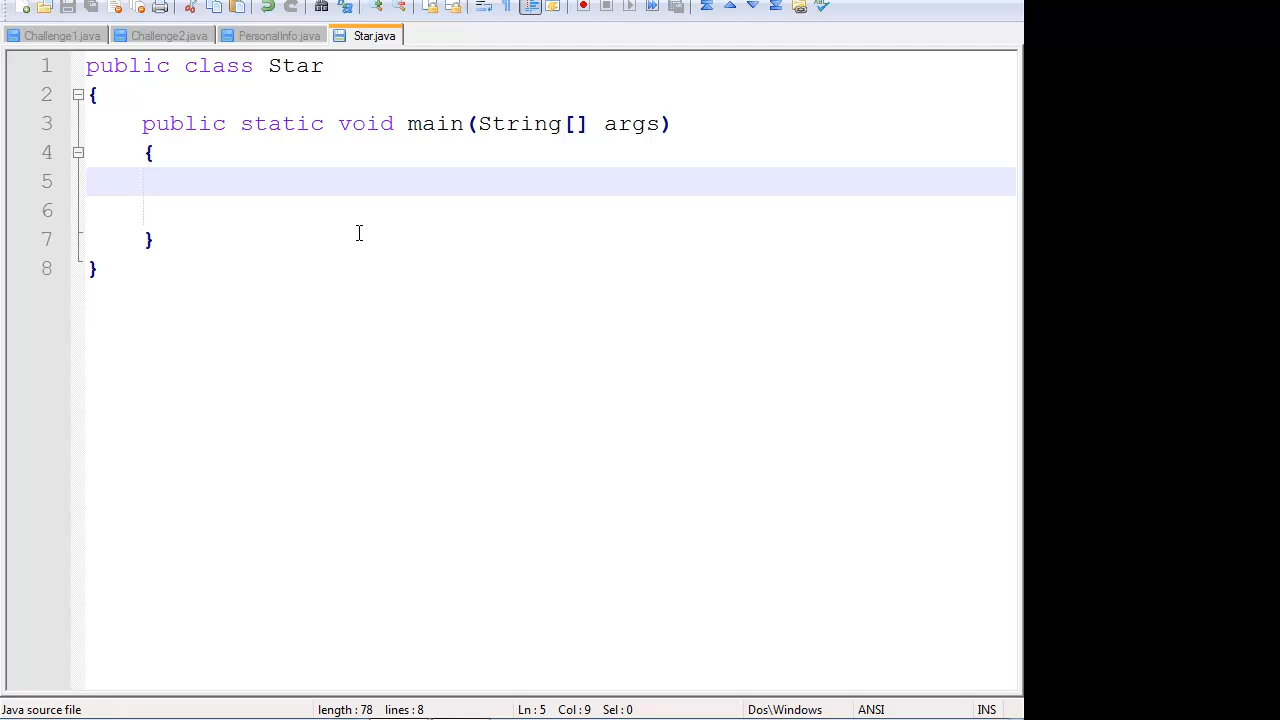 Challenge1.java Challenge2.java PersonalInfo.java Star.java
1 public class Star
2 {
3 public static void main(String[] args)
4 {
5
6
7 }
8 }
Java source file length : 78 lines : 8 Ln : 5 Col : 9 Sel : 0 Dos\Windows ANSI INS